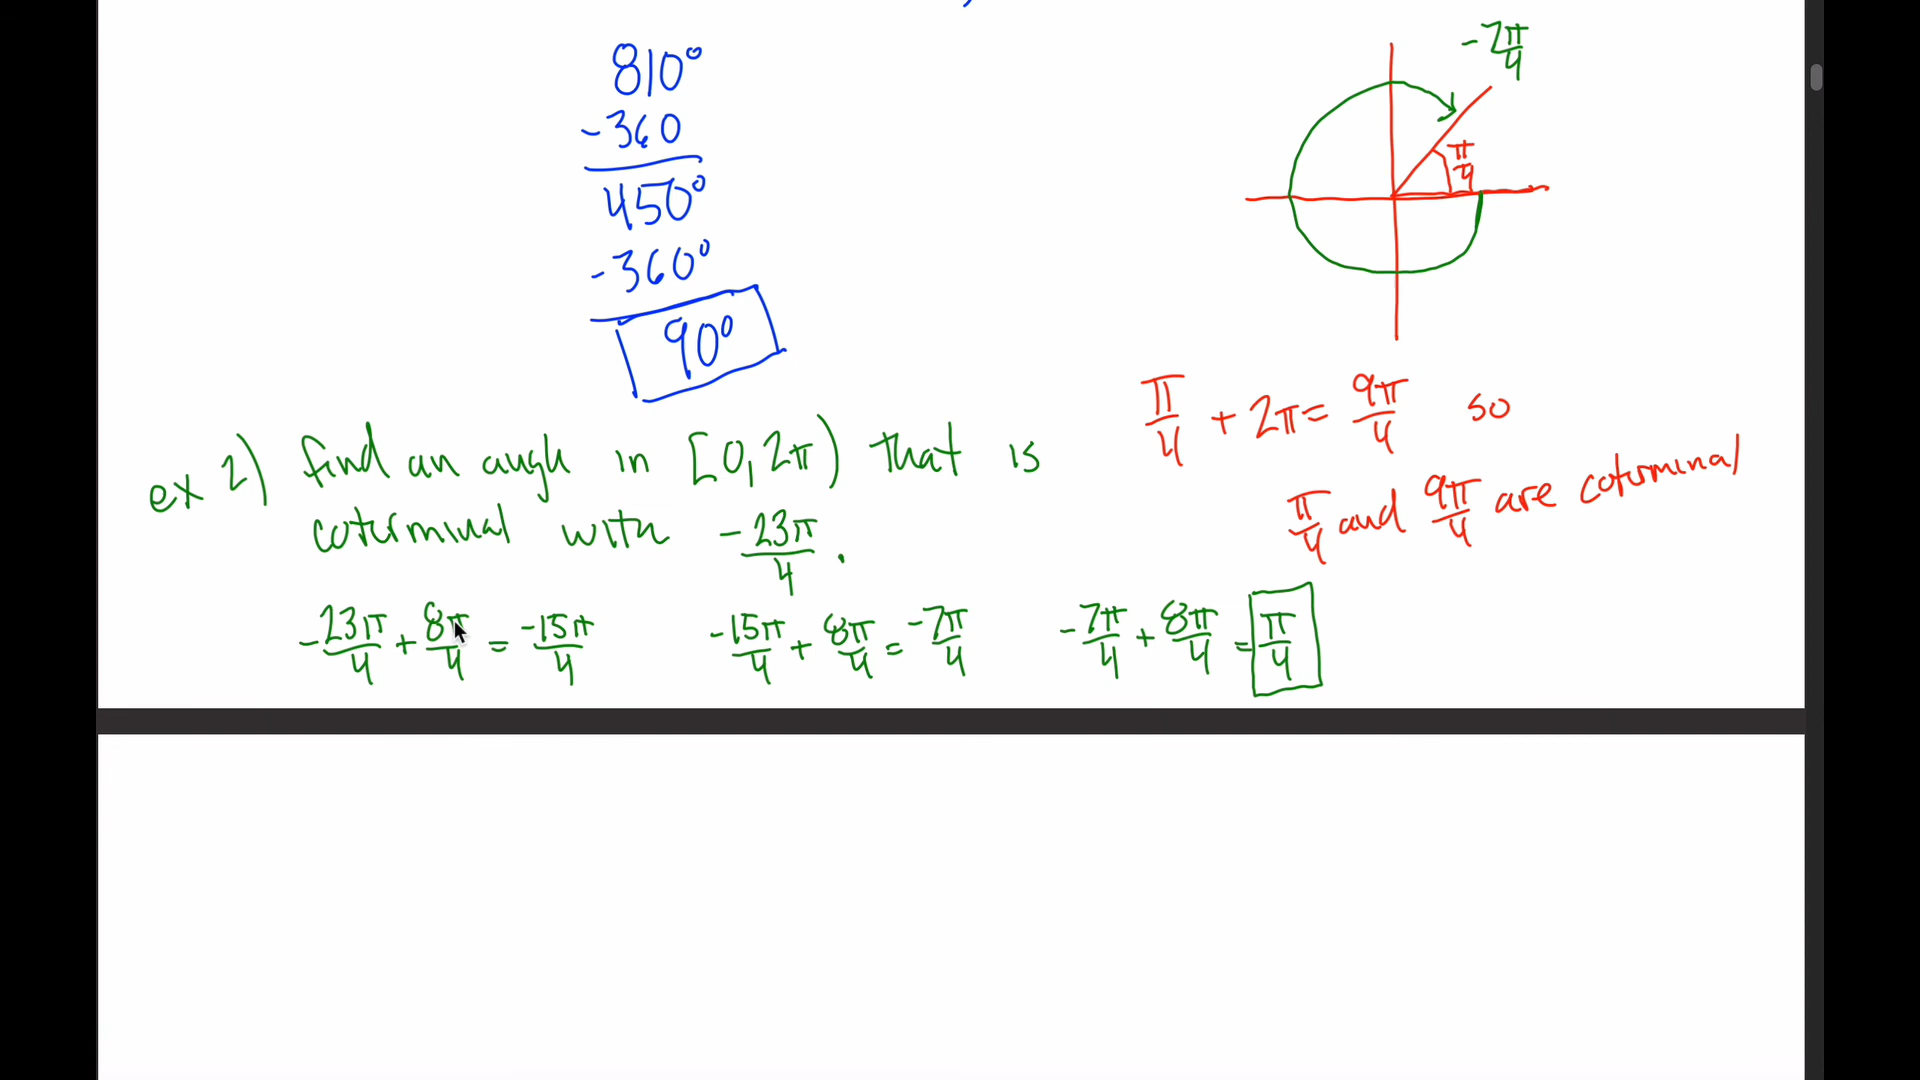 810°
-360
450°
-360°
90°
-7π/4
π/4
π/4 + 2π = 9π/4 so
π/4 and 9π/4 are coterminal
ex 2) find an angle in [0, 2π) that is
coterminal with -23π/4 .
-23π/4 + 8π/4 = -15π/4
-15π/4 + 8π/4 = -7π/4
-7π/4 + 8π/4 = π/4